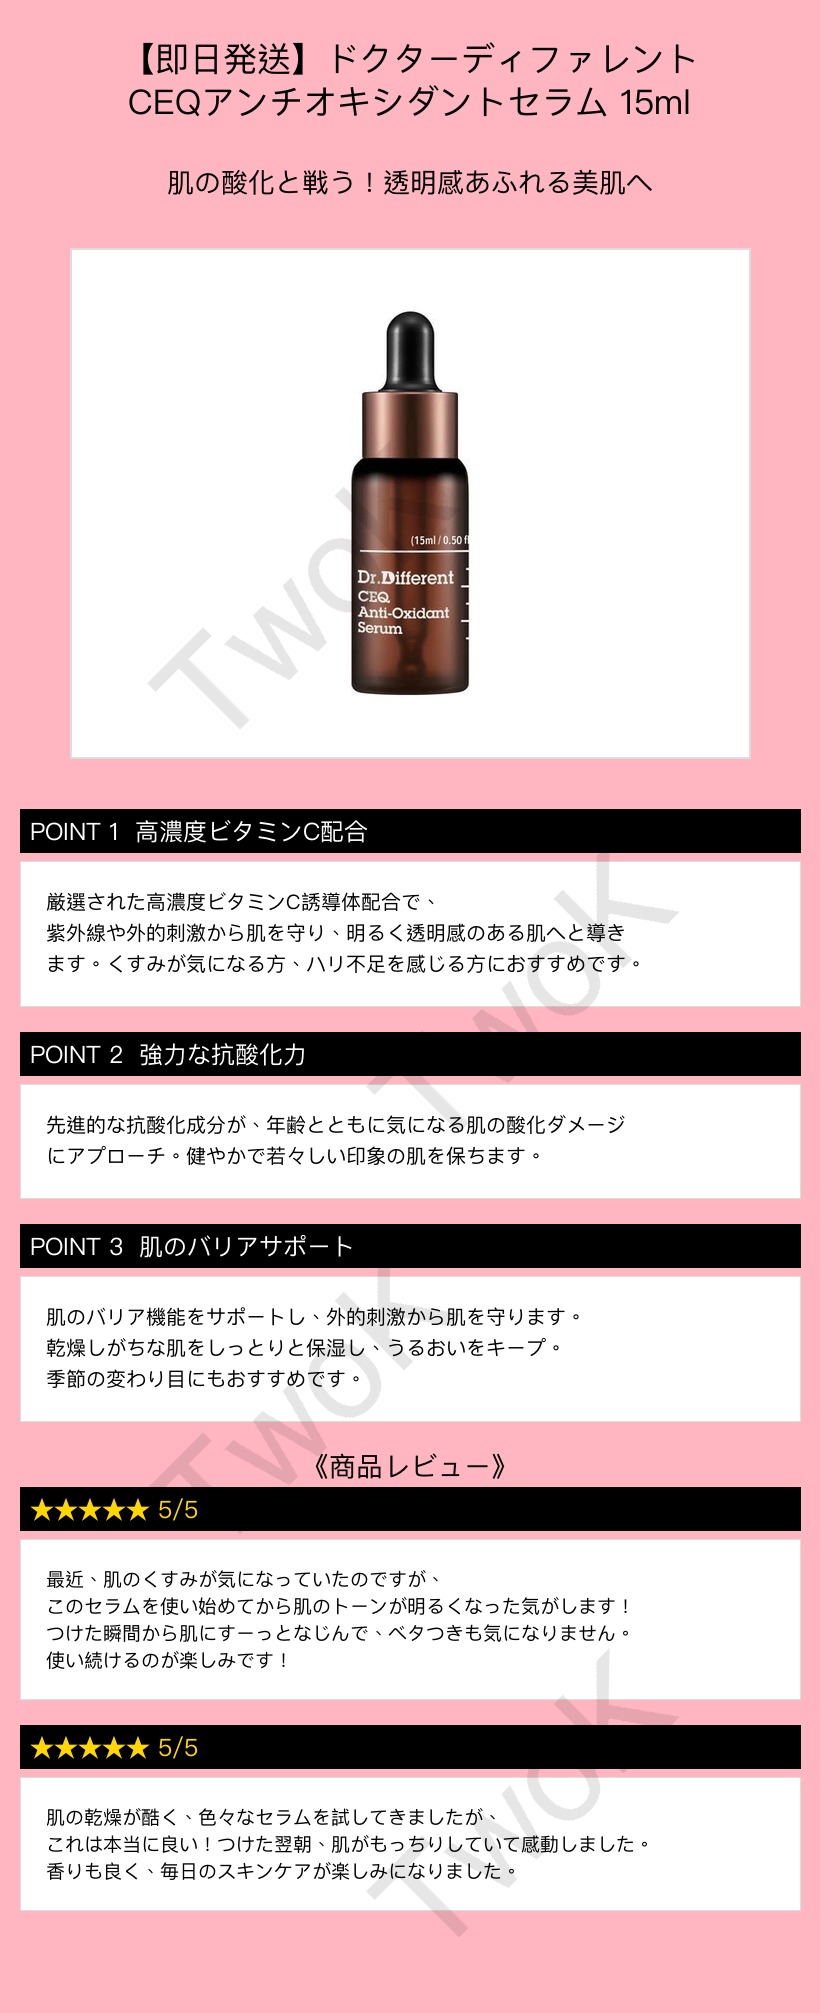 【即日発送】ドクターディファレント
CEQアンチオキシダントセラム 15ml
肌の酸化と戦う！透明感あふれる美肌へ
(15ml / 0.50 fl
Dr.Different
CEQ
Anti-Oxidant
Serum
TwoK
POINT 1 高濃度ビタミンC配合
厳選された高濃度ビタミンC誘導体配合で、
紫外線や外的刺激から肌を守り、明るく透明感のある肌へと導き
ます。くすみが気になる方、ハリ不足を感じる方におすすめです。
TwoK
POINT 2 強力な抗酸化力
先進的な抗酸化成分が、年齢とともに気になる肌の酸化ダメージ
にアプローチ。健やかで若々しい印象の肌を保ちます。
POINT 3 肌のバリアサポート
肌のバリア機能をサポートし、外的刺激から肌を守ります。
乾燥しがちな肌をしっとりと保湿し、うるおいをキープ。
季節の変わり目にもおすすめです。
TwoK
《商品レビュー》
★★★★★ 5/5
最近、肌のくすみが気になっていたのですが、
このセラムを使い始めてから肌のトーンが明るくなった気がします！
つけた瞬間から肌にすーっとなじんで、ベタつきも気になりません。
使い続けるのが楽しみです！
★★★★★ 5/5
肌の乾燥が酷く、色々なセラムを試してきましたが、
これは本当に良い！つけた翌朝、肌がもっちりしていて感動しました。
香りも良く、毎日のスキンケアが楽しみになりました。
TwoK